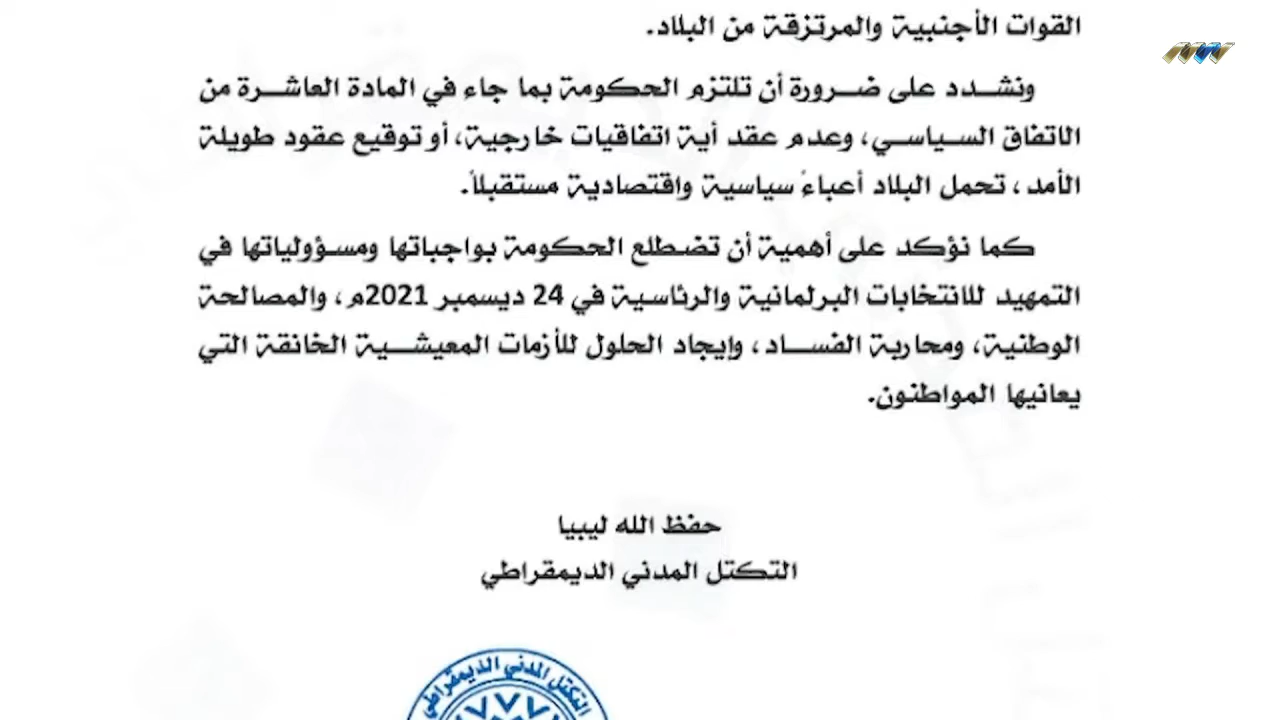 القوات الأجنبية والمرتزقة من البلاد.
ونشدد على ضرورة أن تلتزم الحكومة بما جاء في المادة العاشرة من
الاتفاق السياسي، وعدم عقد أية اتفاقيات خارجية، أو توقيع عقود طويلة
الأمد، تحمل البلاد أعباءً سياسية واقتصادية مستقبلاً.
كما نؤكد على أهمية أن تضطلع الحكومة بواجباتها ومسؤولياتها في
التمهيد للانتخابات البرلمانية والرئاسية في 24 ديسمبر 2021م، والمصالحة
الوطنية، ومحاربة الفساد، وإيجاد الحلول للأزمات المعيشية الخانقة التي
يعانيها المواطنون.
حفظ الله ليبيا
التكتل المدني الديمقراطي
التكتل المدني الديمقراطي